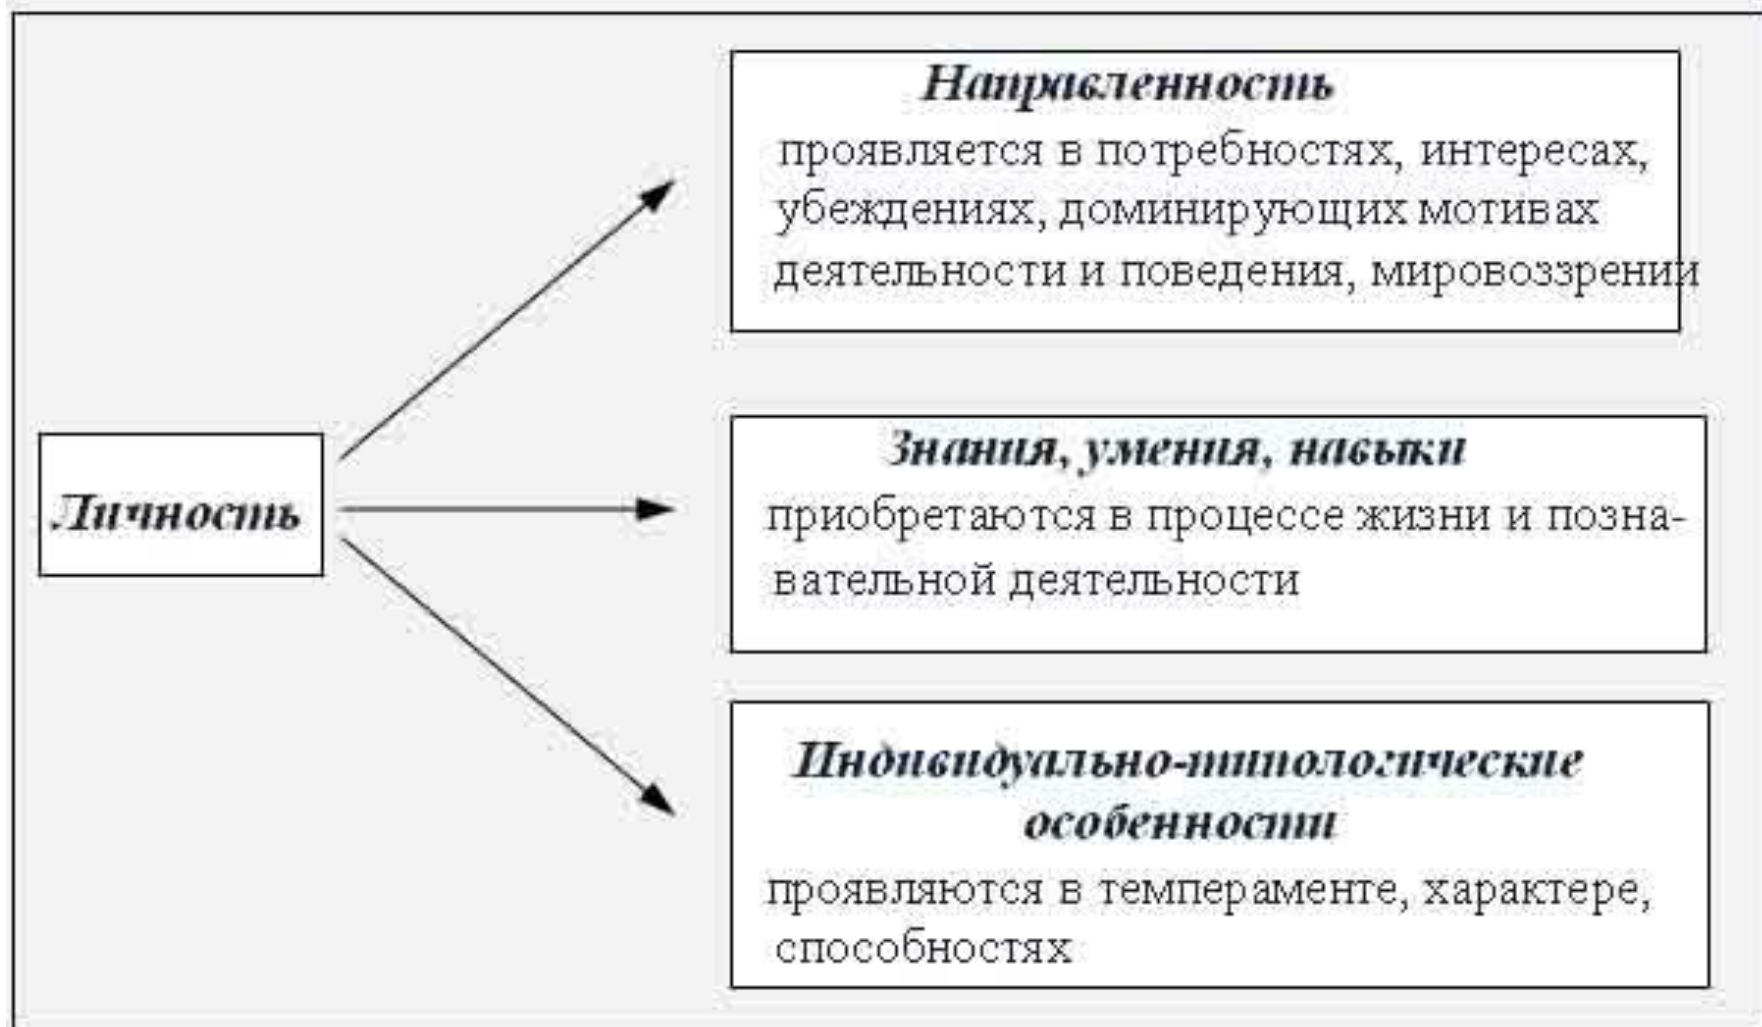 Направленность
проявляется в потребностях, интересах,
убеждениях, доминирующих мотивах
деятельности и поведения, мировоззрении
Личность
Знания, умения, навыки
приобретаются в процессе жизни и позна-
вательной деятельности
Индивидуально-типологические
особенности
проявляются в темпераменте, характере,
способностях